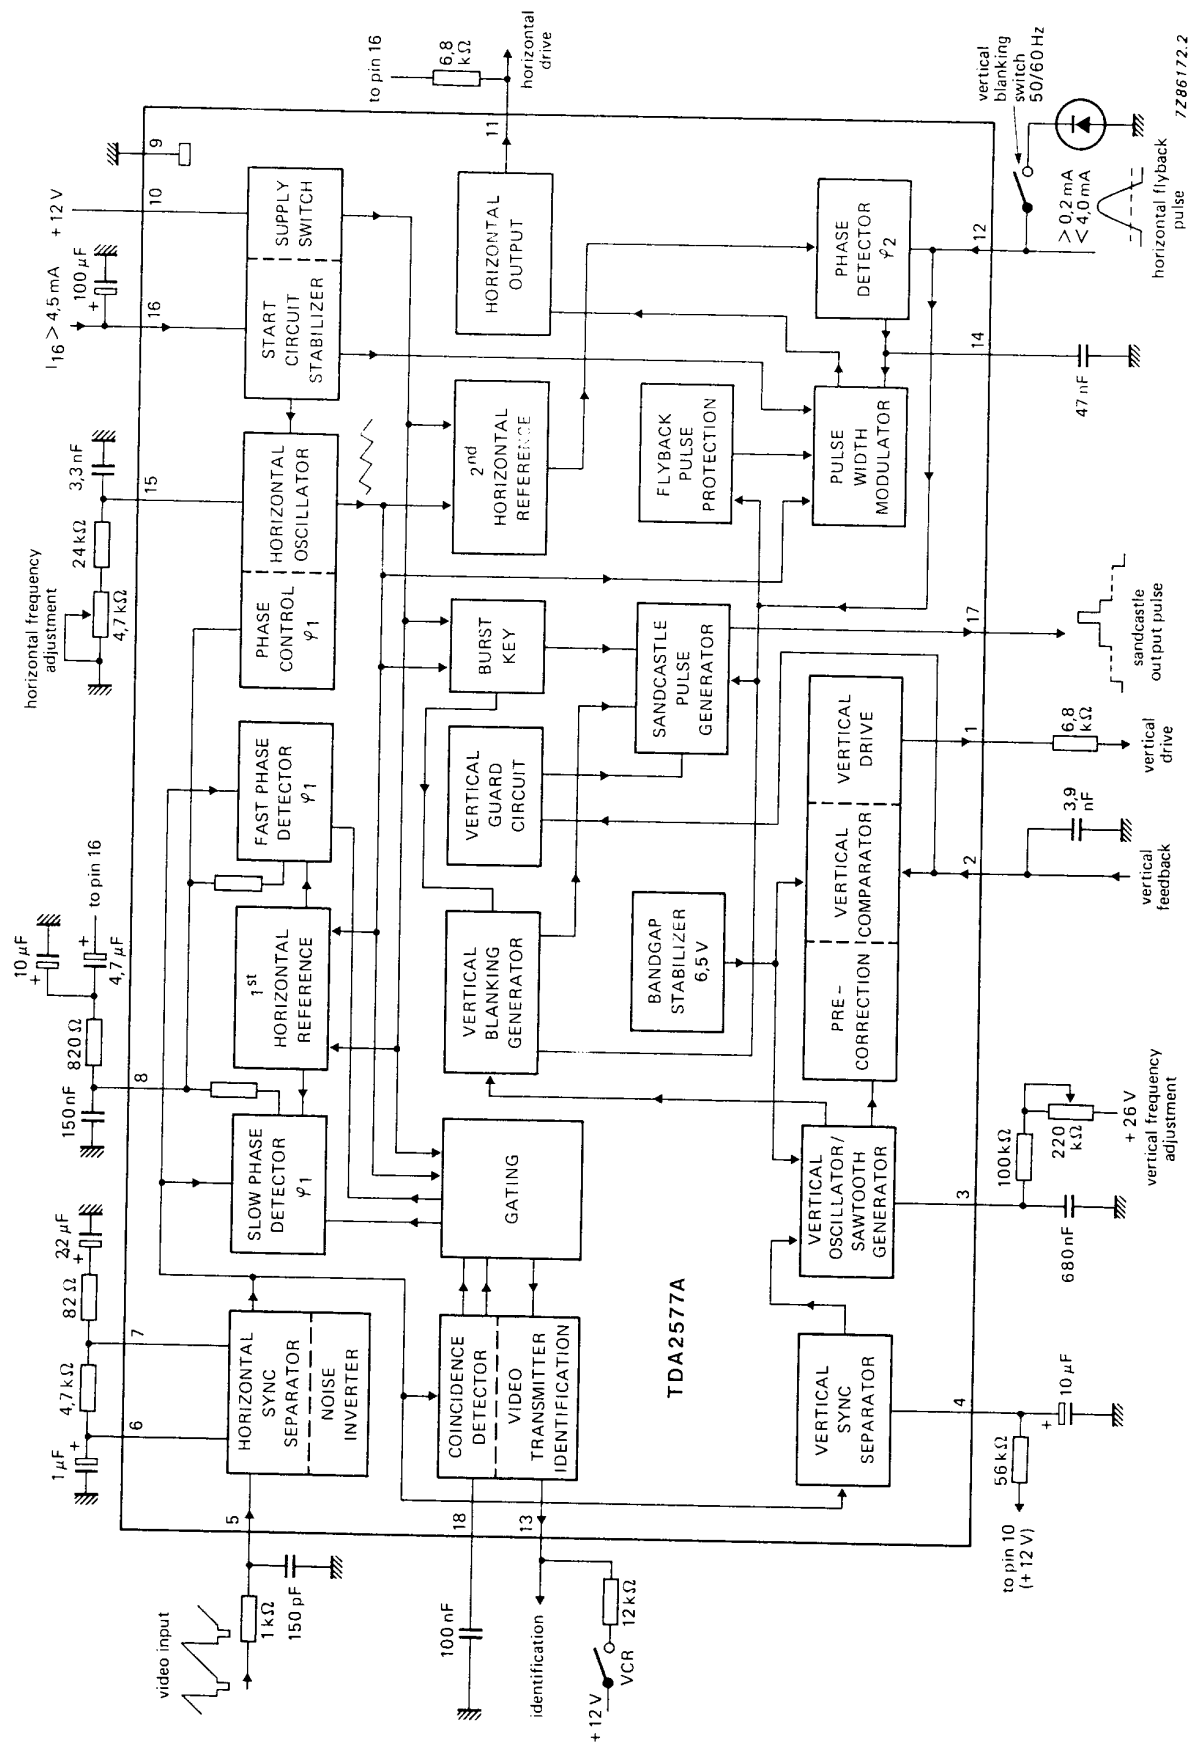 video input
1 kΩ
150 pF
5
1 μF
+
6
4,7 kΩ
7
82 Ω
22 μF
+
150 nF
8
820 Ω
10 μF
+
4,7 μF
+
to pin 16
horizontal frequency
adjustment
4,7 kΩ
24 kΩ
3,3 nF
15
I16 > 4,5 mA
+
100 μF
16
+ 12 V
10
9
HORIZONTAL
SYNC
SEPARATOR
NOISE
INVERTER
SLOW PHASE
DETECTOR
φ1
1st
HORIZONTAL
REFERENCE
FAST PHASE
DETECTOR
φ1
PHASE
CONTROL
φ1
HORIZONTAL
OSCILLATOR
START
CIRCUIT
STABILIZER
SUPPLY
SWITCH
COINCIDENCE
DETECTOR
VIDEO
TRANSMITTER
IDENTIFICATION
GATING
VERTICAL
BLANKING
GENERATOR
VERTICAL
GUARD
CIRCUIT
BURST
KEY
2nd
HORIZONTAL
REFERENCE
HORIZONTAL
OUTPUT
11
to pin 16
6,8
kΩ
horizontal
drive
100 nF
18
13
identification
+12 V
VCR
12 kΩ
TDA2577A
BANDGAP
STABILIZER
6,5 V
SANDCASTLE
PULSE
GENERATOR
FLYBACK
PULSE
PROTECTION
VERTICAL
SYNC
SEPARATOR
VERTICAL
OSCILLATOR/
SAWTOOTH
GENERATOR
PRE-
CORRECTION
VERTICAL
COMPARATOR
VERTICAL
DRIVE
PULSE
WIDTH
MODULATOR
PHASE
DETECTOR
φ2
4
3
2
1
17
14
12
to pin 10
(+ 12 V)
56 kΩ
+
10 μF
680 nF
100 kΩ
220
kΩ
+ 26 V
vertical frequency
adjustment
vertical
feedback
3,9
nF
6,8
kΩ
vertical
drive
sandcastle
output pulse
47 nF
> 0,2 mA
< 4,0 mA
horizontal flyback
pulse
vertical
blanking
switch
50/60 Hz
7Z86172.2